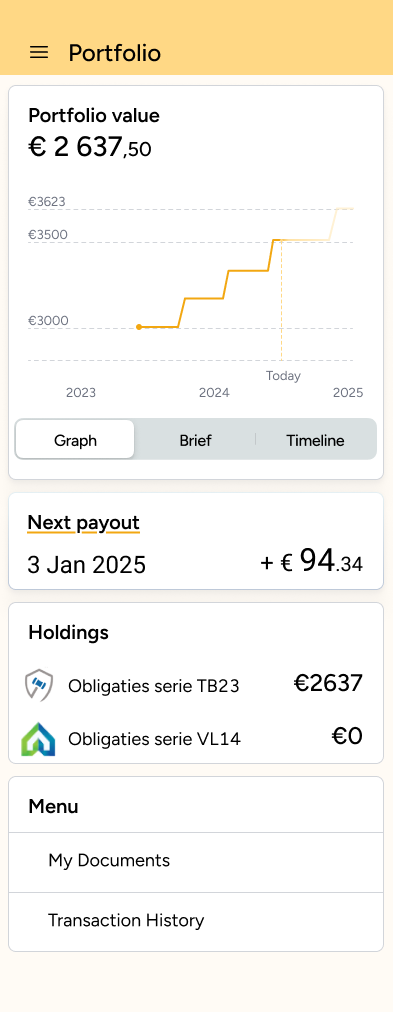 Portfolio
Portfolio value
€ 2 637,50
€3623
€3500
€3000
Today
2023 2024 2025
Graph Brief Timeline
Next payout
3 Jan 2025 + € 94.34
Holdings
Obligaties serie TB23 €2637
Obligaties serie VL14 €0
Menu
My Documents
Transaction History